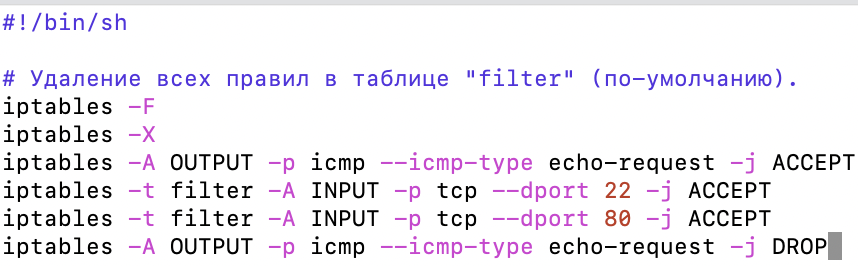 #!/bin/sh
# Удаление всех правил в таблице "filter" (по-умолчанию).
iptables -F
iptables -X
iptables -A OUTPUT -p icmp --icmp-type echo-request -j ACCEPT
iptables -t filter -A INPUT -p tcp --dport 22 -j ACCEPT
iptables -t filter -A INPUT -p tcp --dport 80 -j ACCEPT
iptables -A OUTPUT -p icmp --icmp-type echo-request -j DROP